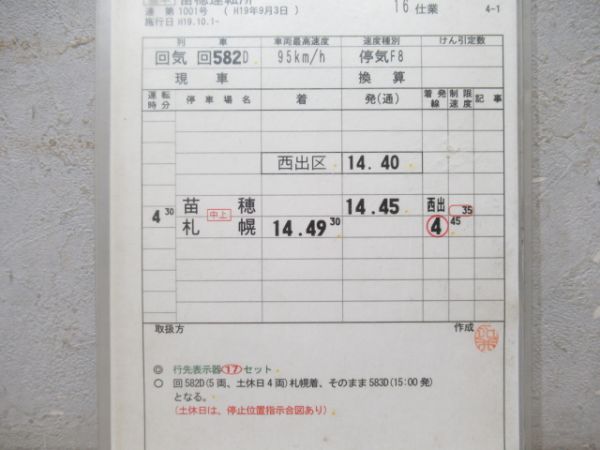 苗穂運転所
達 第 1001号 ( H19年9月3日 ) 16 仕業 4-1
施行日 H19.10.1-
列 車 車両最高速度 速度種別 けん引定数
回気 回582D 95km/h 停気F8
現 車 換 算
運転時分 停車場名 着 発(通) 着発線 制限速度 記事
西出区 14.40
苗 穂 14.45 西出 35
4 30 中上
札 幌 14.49 30 4 45
取扱方 作成
◎ 行先表示器⑰セット
○ 回582D(5両、土休日4両)札幌着、そのまま583D(15:00発)
となる。
(土休日は、停止位置指示合図あり)